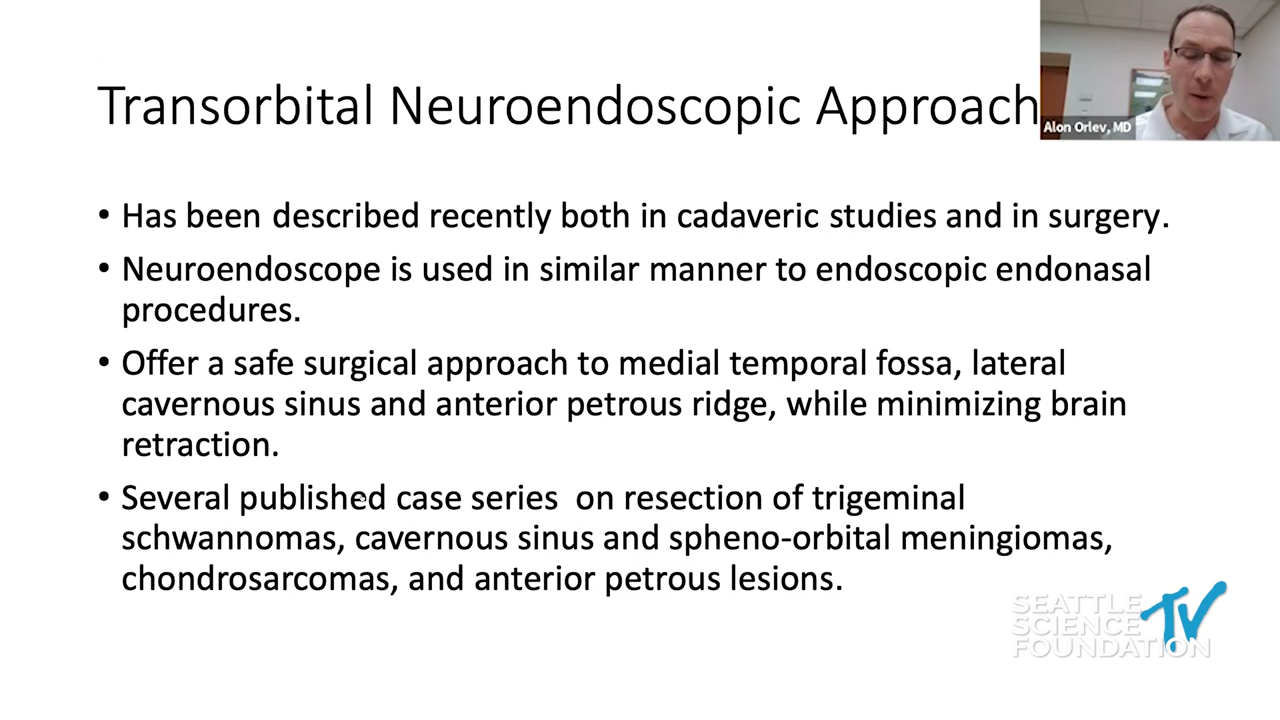 Transorbital Neuroendoscopic Approach
Alon Orlev, MD
• Has been described recently both in cadaveric studies and in surgery.
• Neuroendoscope is used in similar manner to endoscopic endonasal
procedures.
• Offer a safe surgical approach to medial temporal fossa, lateral
cavernous sinus and anterior petrous ridge, while minimizing brain
retraction.
• Several published case series on resection of trigeminal
schwannomas, cavernous sinus and spheno-orbital meningiomas,
chondrosarcomas, and anterior petrous lesions.
SEATTLE
SCIENCE
FOUNDATION
TV